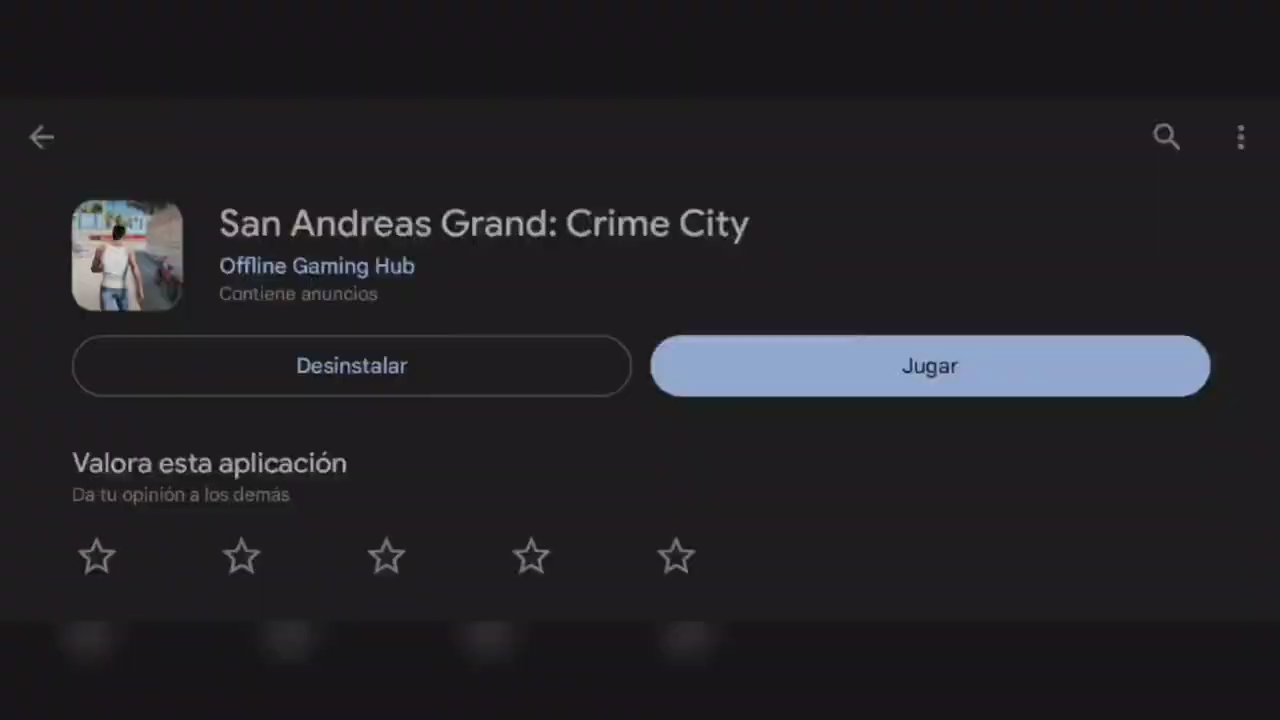 San Andreas Grand: Crime City
Offline Gaming Hub
Contiene anuncios
Desinstalar
Jugar
Valora esta aplicación
Da tu opinión a los demás